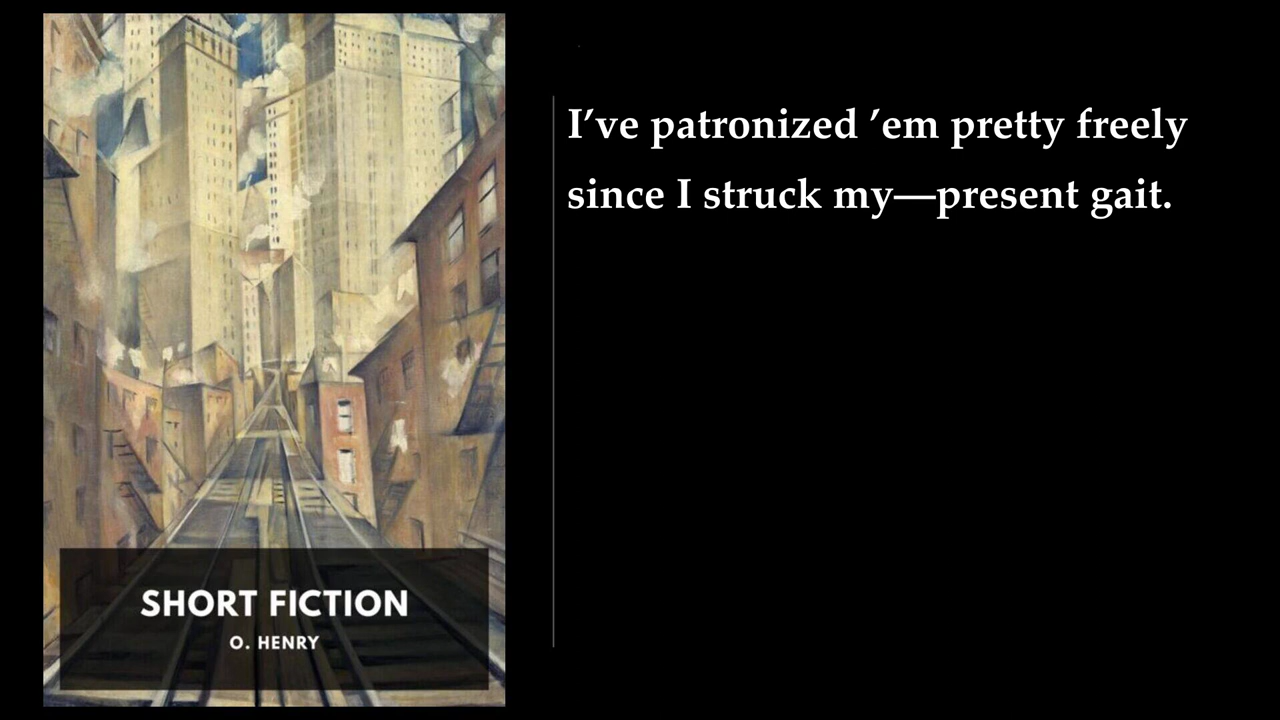 I’ve patronized ’em pretty freely
since I struck my—present gait.
SHORT FICTION
O. HENRY